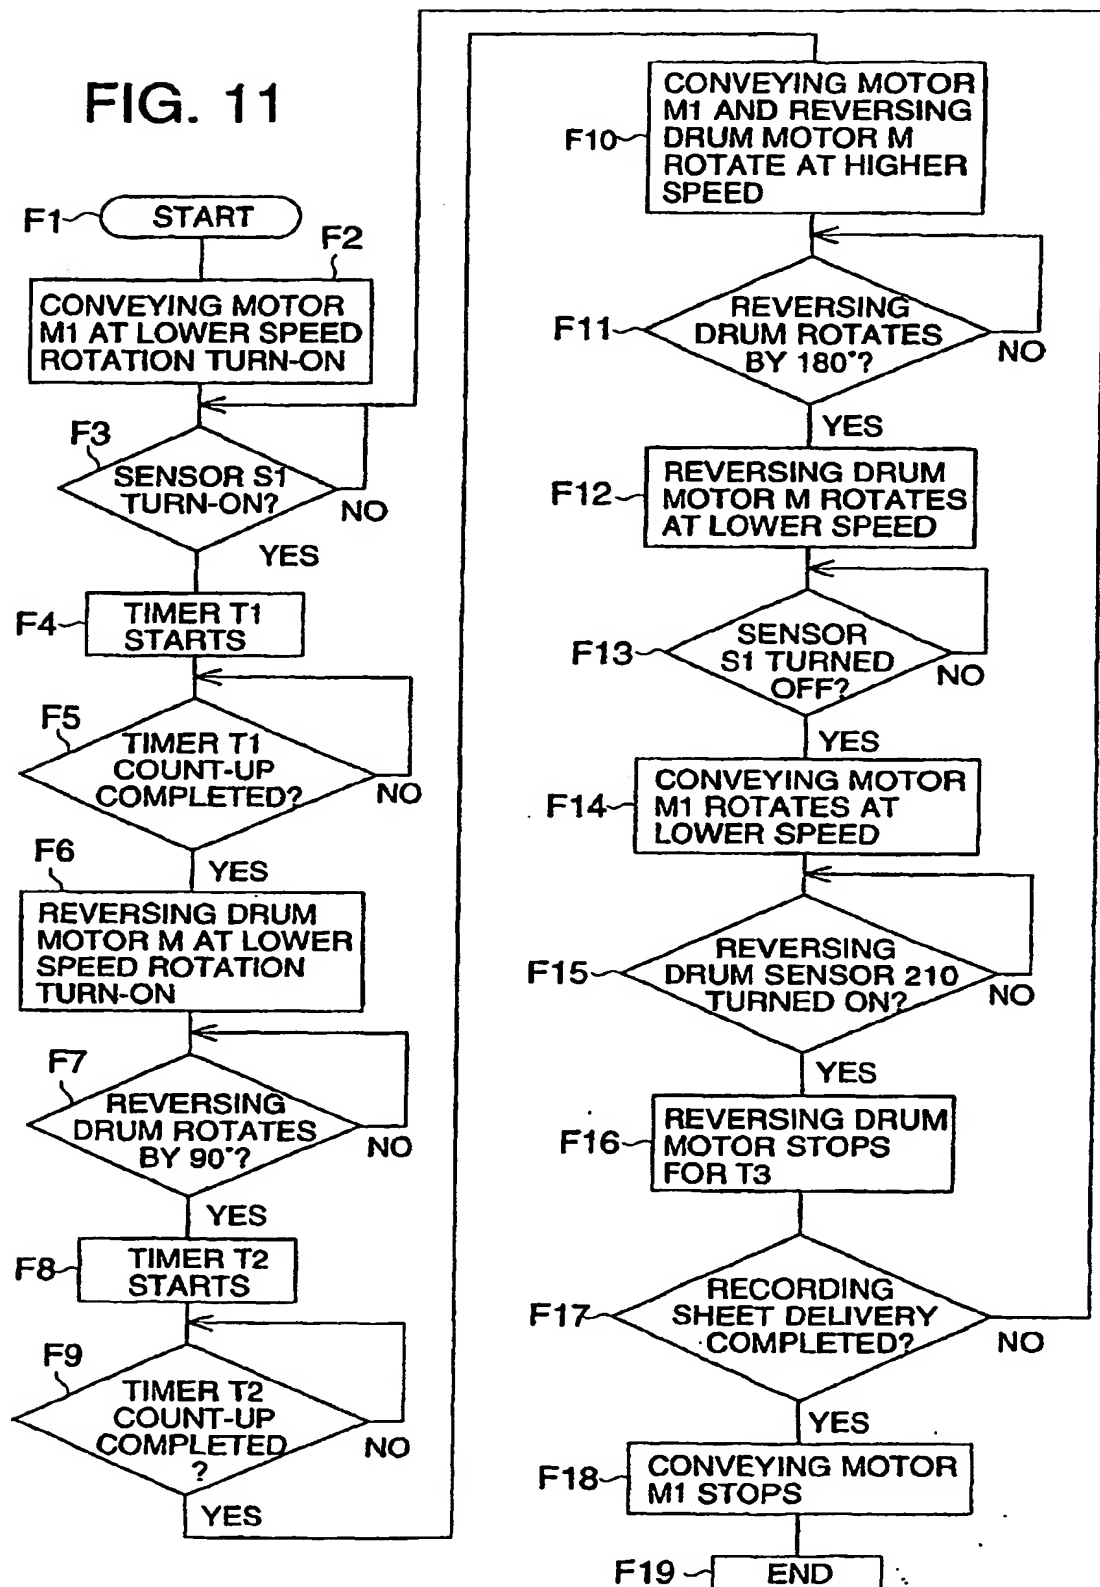 FIG. 11
F1
START
F2
CONVEYING MOTOR
M1 AT LOWER SPEED
ROTATION TURN-ON
F3
SENSOR S1
TURN-ON?
NO
YES
F4
TIMER T1
STARTS
F5
TIMER T1
COUNT-UP
COMPLETED?
NO
YES
F6
REVERSING DRUM
MOTOR M AT LOWER
SPEED ROTATION
TURN-ON
F7
REVERSING
DRUM ROTATES
BY 90°?
NO
YES
F8
TIMER T2
STARTS
F9
TIMER T2
COUNT-UP
COMPLETED
?
NO
YES
F10
CONVEYING MOTOR
M1 AND REVERSING
DRUM MOTOR M
ROTATE AT HIGHER
SPEED
F11
REVERSING
DRUM ROTATES
BY 180°?
NO
YES
F12
REVERSING DRUM
MOTOR M ROTATES
AT LOWER SPEED
F13
SENSOR
S1 TURNED
OFF?
NO
YES
F14
CONVEYING MOTOR
M1 ROTATES AT
LOWER SPEED
F15
REVERSING
DRUM SENSOR 210
TURNED ON?
NO
YES
F16
REVERSING DRUM
MOTOR STOPS
FOR T3
F17
RECORDING
SHEET DELIVERY
COMPLETED?
NO
YES
F18
CONVEYING MOTOR
M1 STOPS
F19
END